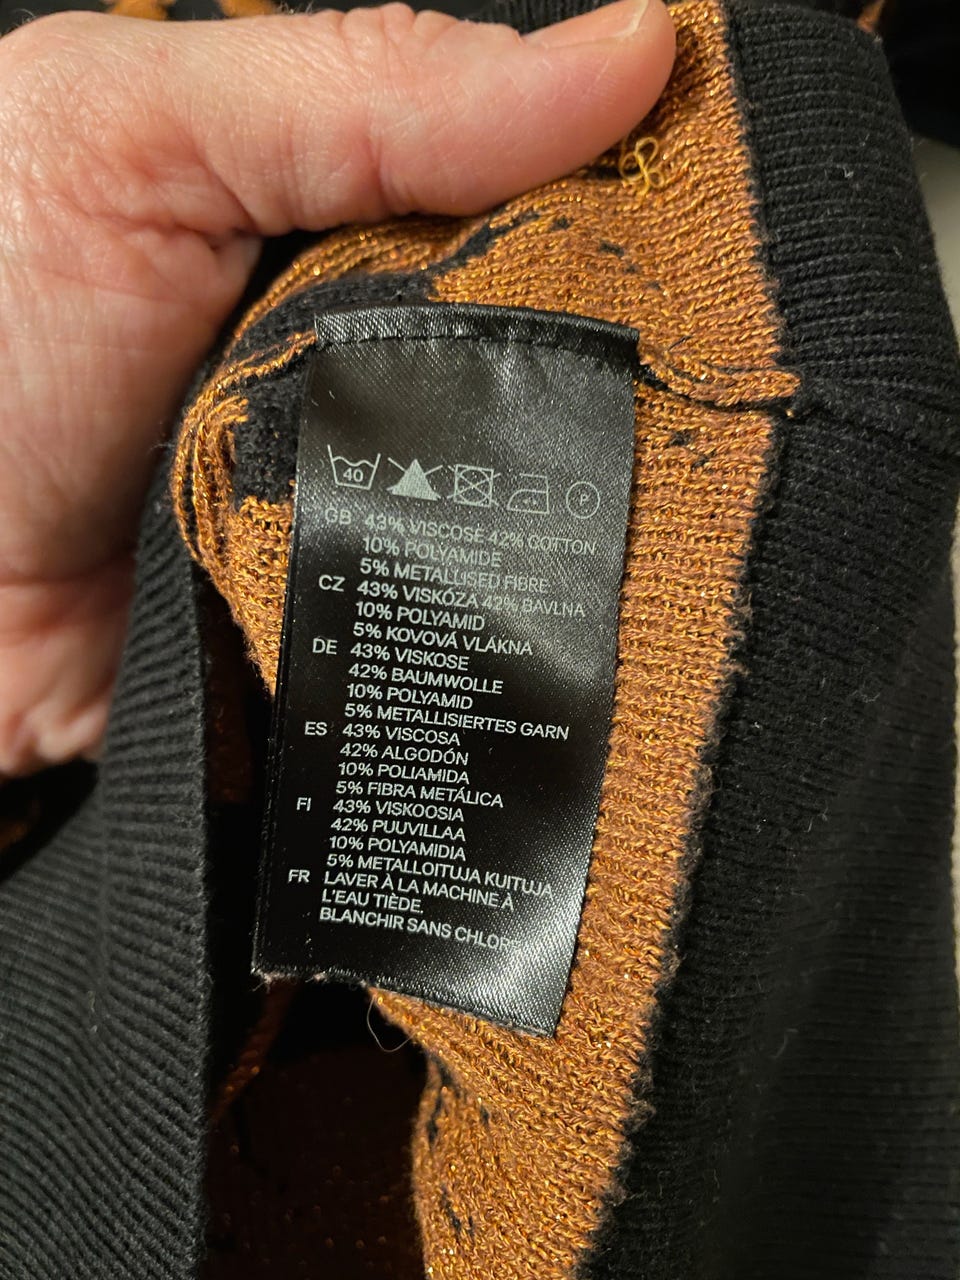 40 P
GB 43% VISCOSE 42% COTTON
10% POLYAMIDE
5% METALLISED FIBRE
CZ 43% VISKÓZA 42% BAVLNA
10% POLYAMID
5% KOVOVÁ VLÁKNA
DE 43% VISKOSE
42% BAUMWOLLE
10% POLYAMID
5% METALLISIERTES GARN
ES 43% VISCOSA
42% ALGODÓN
10% POLIAMIDA
5% FIBRA METÁLICA
FI 43% VISKOOSIA
42% PUUVILLAA
10% POLYAMIDIA
5% METALLOITUJA KUITUJA
FR LAVER À LA MACHINE À
L'EAU TIÈDE.
BLANCHIR SANS CHLORE